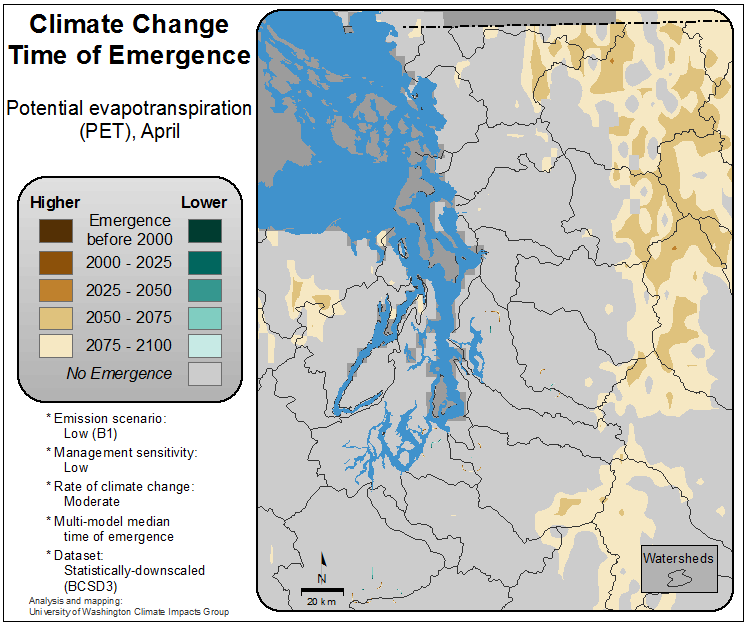 Climate Change
Time of Emergence
Potential evapotranspiration
(PET), April
Higher
Lower
Emergence
before 2000
2000 - 2025
2025 - 2050
2050 - 2075
2075 - 2100
No Emergence
* Emission scenario:
Low (B1)
* Management sensitivity:
Low
* Rate of climate change:
Moderate
* Multi-model median
time of emergence
* Dataset:
Statistically-downscaled
(BCSD3)
Analysis and mapping:
University of Washington Climate Impacts Group
N
20 km
Watersheds